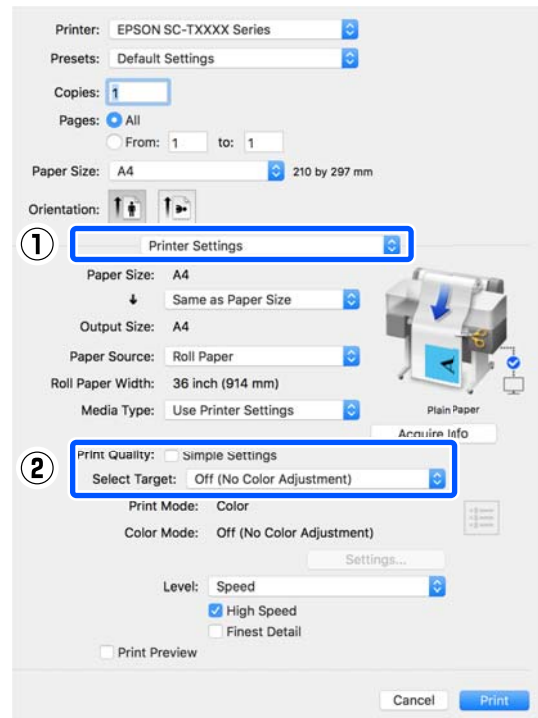 Printer: EPSON SC-TXXXX Series
Presets: Default Settings
Copies: 1
Pages: All
From: 1 to: 1
Paper Size: A4 210 by 297 mm
Orientation:
① Printer Settings
Paper Size: A4
Same as Paper Size
Output Size: A4
Paper Source: Roll Paper
Roll Paper Width: 36 inch (914 mm)
Media Type: Use Printer Settings
Plain Paper
Acquire Info
② Print Quality: Simple Settings
Select Target: Off (No Color Adjustment)
Print Mode: Color
Color Mode: Off (No Color Adjustment)
Settings...
Level: Speed
High Speed
Finest Detail
Print Preview
Cancel Print